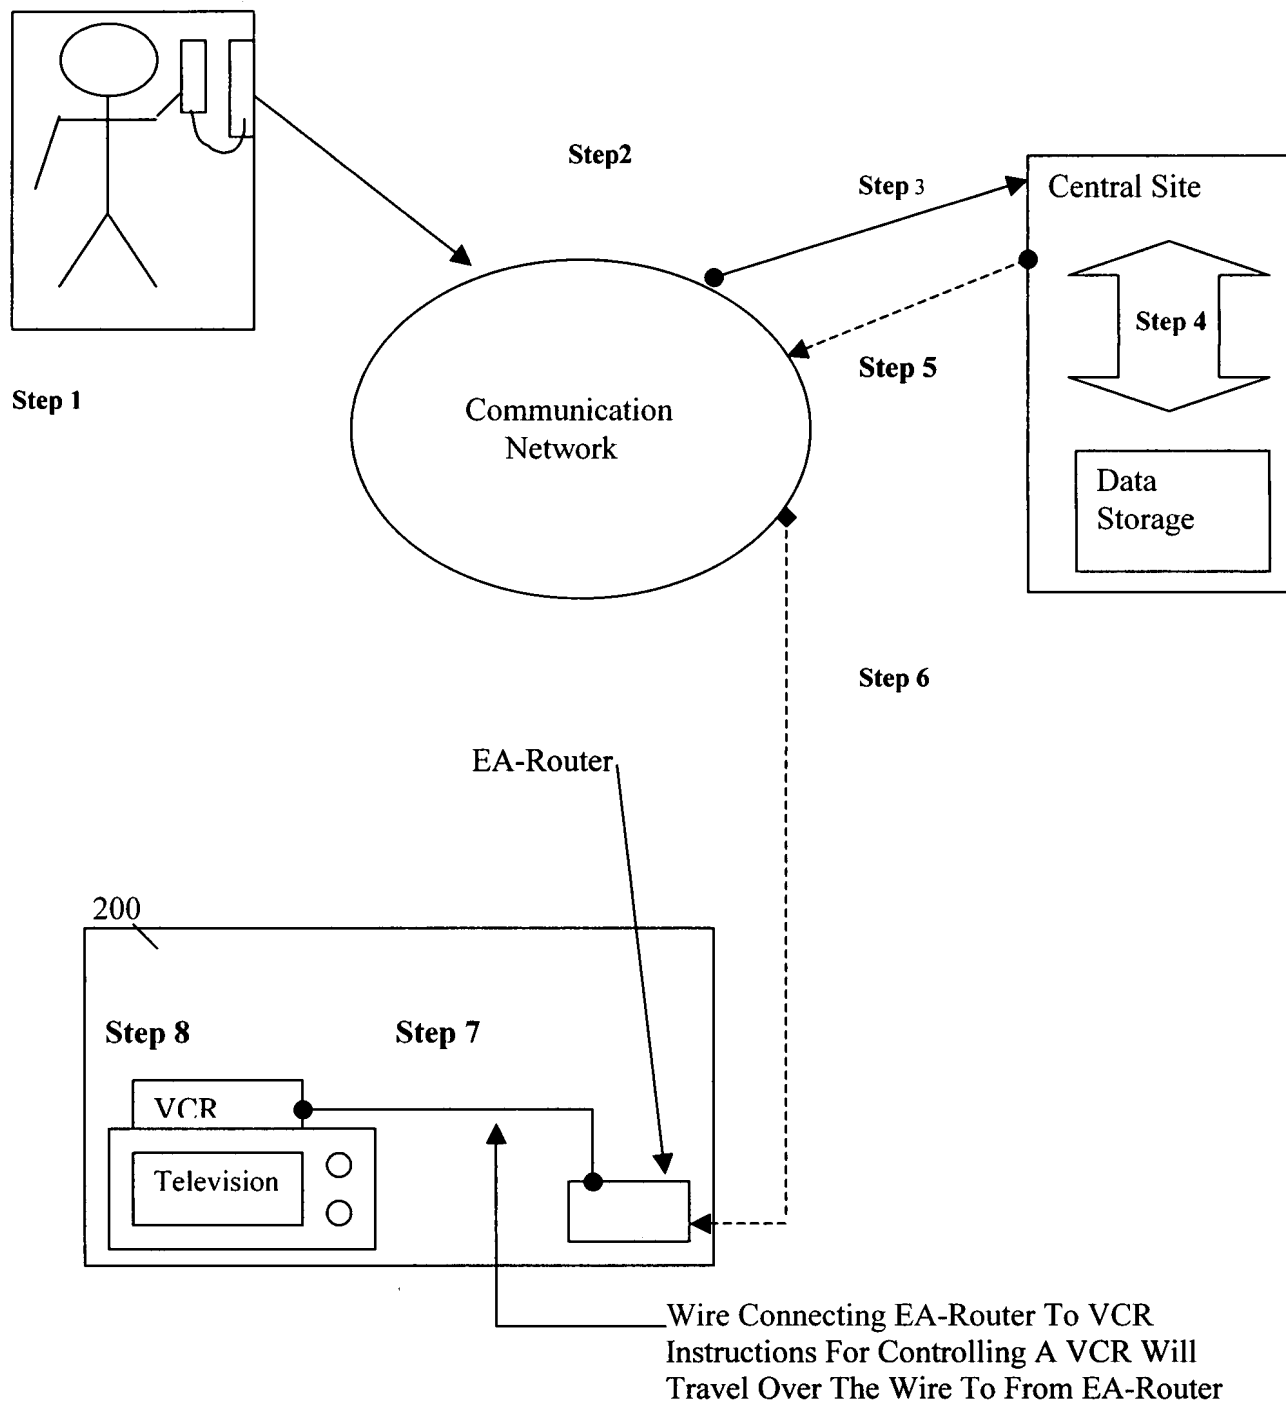 Step2
Step 3
Central Site
Step 4
Step 5
Step 1
Communication
Network
Data
Storage
Step 6
EA-Router
200
Step 8
Step 7
VCR
Television
Wire Connecting EA-Router To VCR
Instructions For Controlling A VCR Will
Travel Over The Wire To From EA-Router